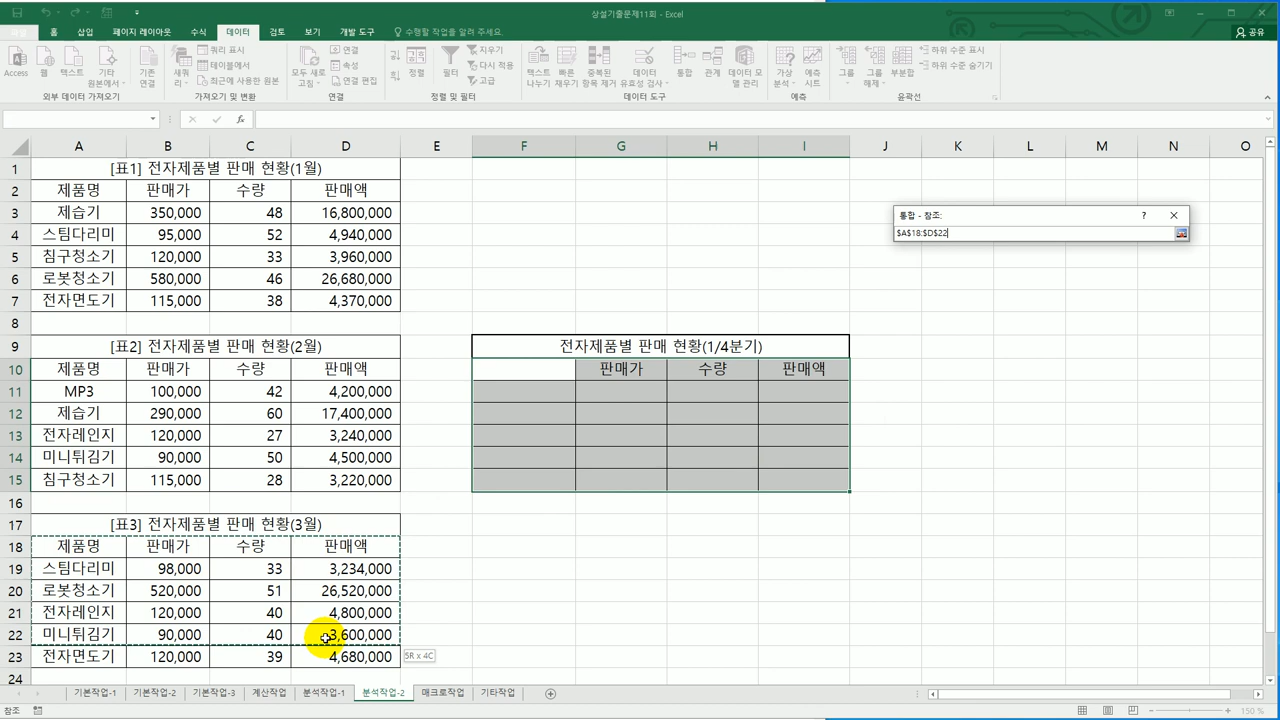 상설기출문제11회 - Excel
파일 홈 삽입 페이지 레이아웃 수식 데이터 검토 보기 개발 도구 수행할 작업을 알려 주세요. 공유
Access 웹 텍스트 기타 원본에서 기존 연결 새 쿼리 쿼리 표시 테이블에서 최근에 사용한 원본 모두 새로 고침 연결 속성 연결 편집 정렬 필터 지우기 다시 적용 고급 텍스트 나누기 빠른 채우기 중복된 항목 제거 데이터 유효성 검사 통합 관계 데이터 모델 관리 가상 분석 예측 시트 그룹 그룹 해제 부분합 하위 수준 표시 하위 수준 숨기기
외부 데이터 가져오기 가져오기 및 변환 연결 정렬 및 필터 데이터 도구 예측 윤곽선
fx
A B C D E F G H I J K L M N O
1 [표1] 전자제품별 판매 현황(1월)
2 제품명 판매가 수량 판매액
3 제습기 350,000 48 16,800,000
4 스팀다리미 95,000 52 4,940,000
5 침구청소기 120,000 33 3,960,000
6 로봇청소기 580,000 46 26,680,000
7 전자면도기 115,000 38 4,370,000
8
통합 - 참조: ? ×
$A$18:$D$22
9 [표2] 전자제품별 판매 현황(2월) 전자제품별 판매 현황(1/4분기)
10 제품명 판매가 수량 판매액 판매가 수량 판매액
11 MP3 100,000 42 4,200,000
12 제습기 290,000 60 17,400,000
13 전자레인지 120,000 27 3,240,000
14 미니튀김기 90,000 50 4,500,000
15 침구청소기 115,000 28 3,220,000
16
17 [표3] 전자제품별 판매 현황(3월)
18 제품명 판매가 수량 판매액
19 스팀다리미 98,000 33 3,234,000
20 로봇청소기 520,000 51 26,520,000
21 전자레인지 120,000 40 4,800,000
22 미니튀김기 90,000 40 3,600,000
23 전자면도기 120,000 39 4,680,000 5R x 4C
24
기본작업-1 기본작업-2 기본작업-3 계산작업 분석작업-1 분석작업-2 매크로작업 기타작업
참조 150 %